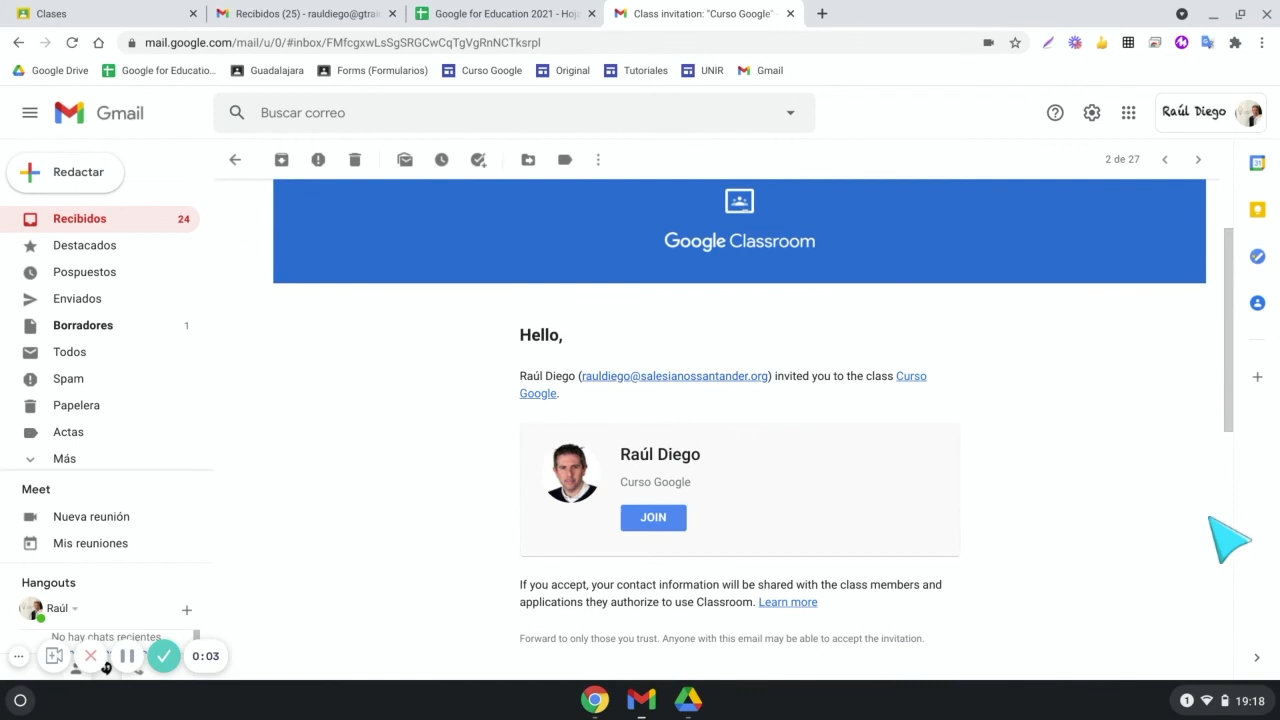 Clases
Recibidos (25) - rauldiego@gtrai
Google for Education 2021 - Hoj
Class invitation: "Curso Google" -
mail.google.com/mail/u/0/#inbox/FMfcgxwLsSgSRGCwCqTgVgRnNCTksrpl
Google Drive
Google for Educatio...
Guadalajara
Forms (Formularios)
Curso Google
Original
Tutoriales
UNIR
Gmail
Gmail
Buscar correo
Raúl Diego
Redactar
2 de 27
31
Recibidos 24
Destacados
Pospuestos
Enviados
Borradores 1
Todos
Spam
Papelera
Actas
Más
Meet
Nueva reunión
Mis reuniones
Hangouts
Raúl
No hay chats recientes
0:03
Google Classroom
Hello,
Raúl Diego (rauldiego@salesianossantander.org) invited you to the class Curso
Google.
Raúl Diego
Curso Google
JOIN
If you accept, your contact information will be shared with the class members and
applications they authorize to use Classroom. Learn more
Forward to only those you trust. Anyone with this email may be able to accept the invitation.
1
19:18